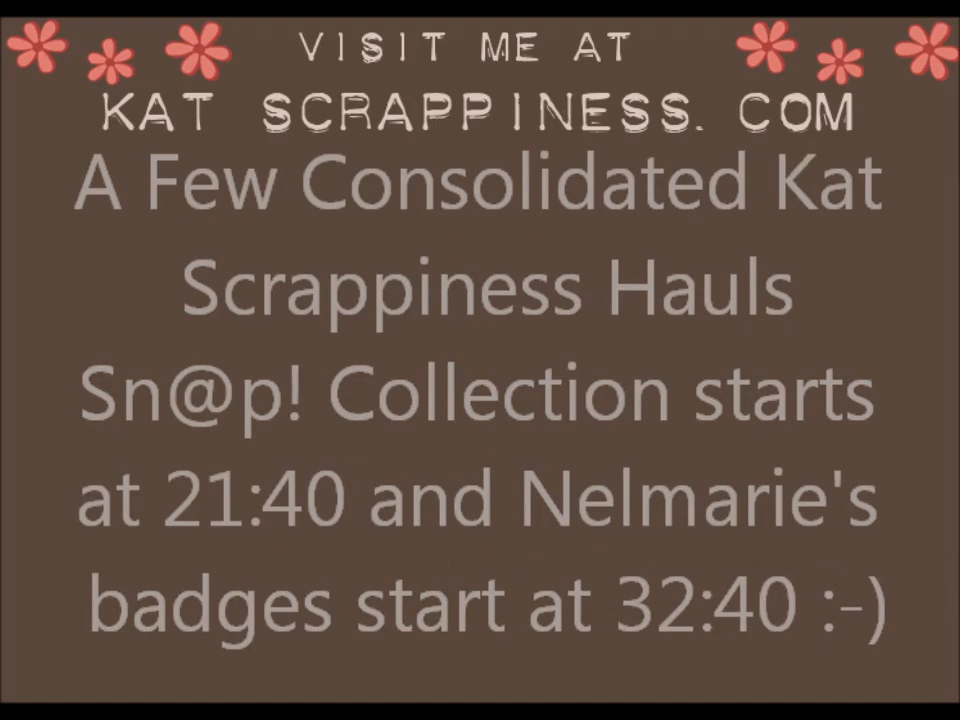 VISIT ME AT
KAT SCRAPPINESS. COM
A Few Consolidated Kat
Scrappiness Hauls
Sn@p! Collection starts
at 21:40 and Nelmarie's
badges start at 32:40 :-)